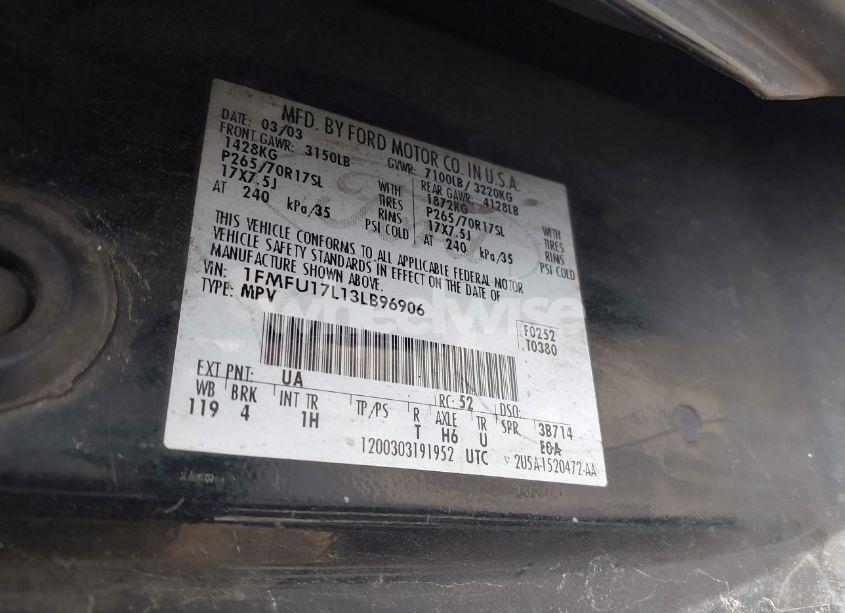 MFD. BY FORD MOTOR CO. IN U.S.A.
DATE: 03/03 GVWR: 7100LB/ 3220KG
FRONT GAWR: 3150LB REAR GAWR: 4128LB
1428KG WITH 1872KG WITH
P265/70R17SL TIRES P265/70R17SL TIRES
17X7.5J RIMS 17X7.5J RIMS
AT 240 kPa/35 PSI COLD AT 240 kPa/35 PSI COLD
THIS VEHICLE CONFORMS TO ALL APPLICABLE FEDERAL MOTOR
VEHICLE SAFETY STANDARDS IN EFFECT ON THE DATE OF
MANUFACTURE SHOWN ABOVE.
VIN: 1FMFU17L13LB96906
TYPE: MPV
wheelwise
F0252
T0380
EXT PNT: UA RC: 52 DSO:
WB BRK INT TR TP/PS R AXLE TR SPR 3B714
119 4 1H T H6 U EOA
1200303191952 UTC 2U5A-1520472-AA